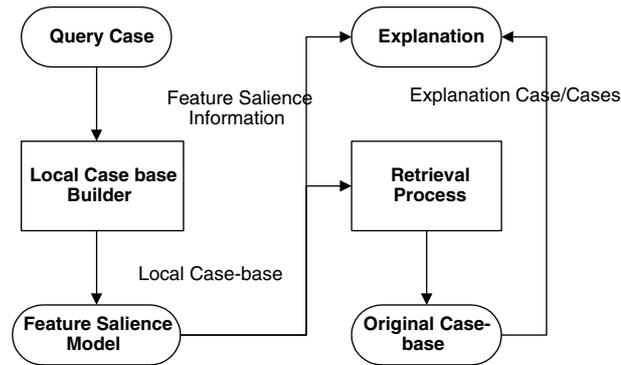 Query Case
Explanation
Feature Salience
Information
Explanation Case/Cases
Local Case base
Builder
Retrieval
Process
Local Case-base
Feature Salience
Model
Original Case-
base